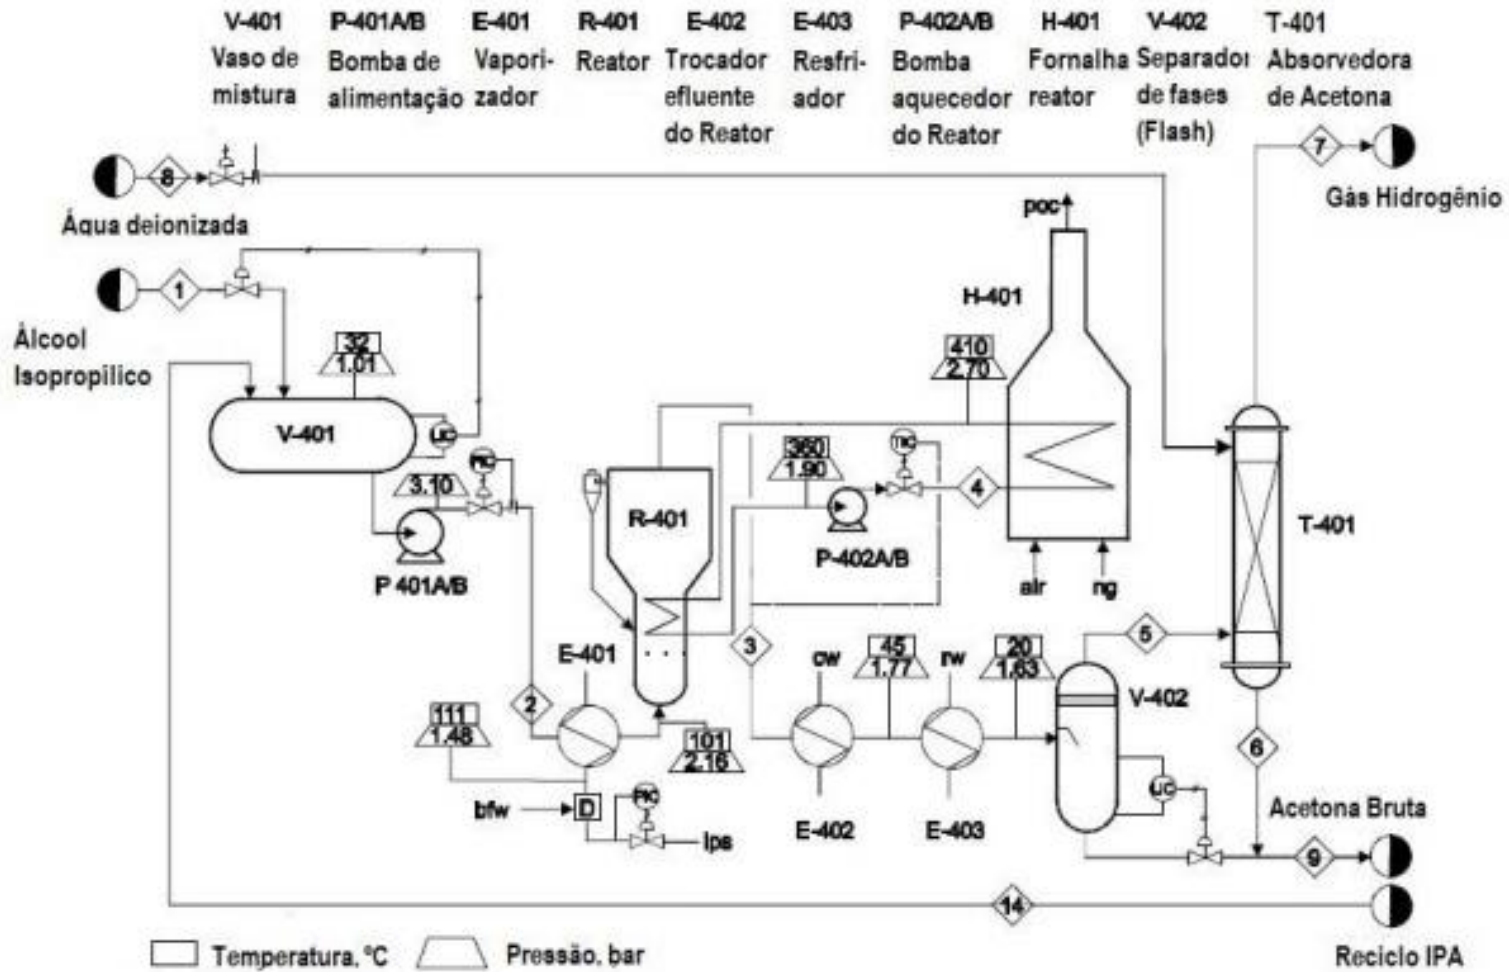 V-401 P-401A/B E-401 R-401 E-402 E-403 P-402A/B H-401 V-402 T-401
Vaso de Bomba de Vapori- Reator Trocador Resfri- Bomba Fornalha Separador Absorvedora
mistura alimentação zador efluente ador aquecedor reator de fases de Acetona
do Reator do Reator (Flash)
8
7
Água deionizada
Gás Hidrogênio
poc
1
H-401
Álcool
Isopropílico
32
1.01
410
2.70
V-401
LIC
PIC
3.10
360
1.90
TIC
4
R-401
T-401
P 401A/B
P-402A/B
air
ng
E-401
3
cw
45
1.77
rw
20
1.63
5
V-402
2
111
1.48
101
2.16
6
bfw
D
PIC
lps
E-402
E-403
LIC
Acetona Bruta
9
14
Temperatura, ºC
Pressão, bar
Reciclo IPA